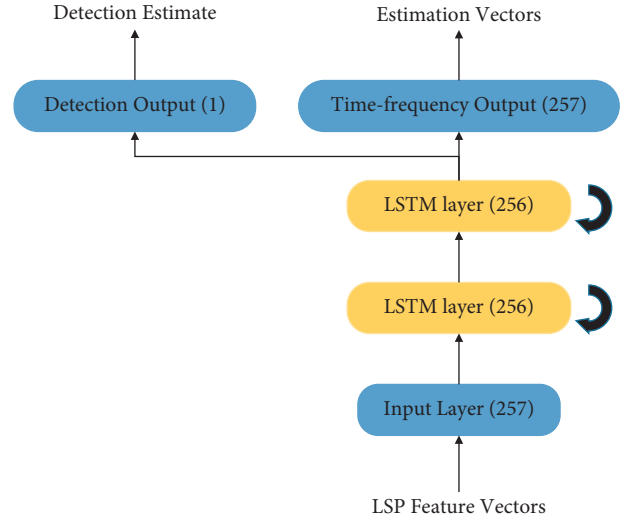 Detection Estimate
Estimation Vectors
Detection Output (1)
Time-frequency Output (257)
LSTM layer (256)
LSTM layer (256)
Input Layer (257)
LSP Feature Vectors